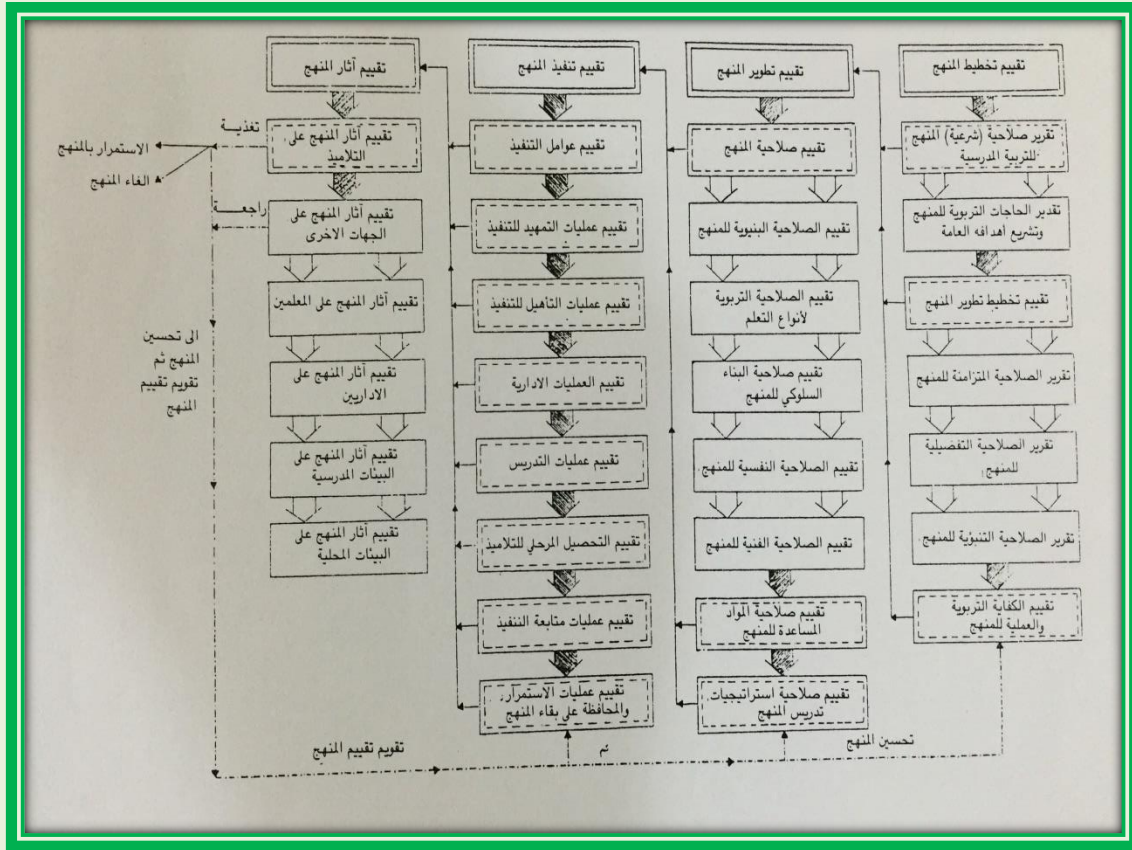 تقييم تخطيط المنهج
تقرير صلاحية (شرعية) المنهج
للتربية المدرسية
تقدير الحاجات التربوية للمنهج
وتشريع أهدافه العامة
تقييم تخطيط تطوير المنهج
تقرير الصلاحية المتزامنة للمنهج
تقرير الصلاحية التفضيلية
للمنهج
تقرير الصلاحية التنبؤية للمنهج
تقييم الكفاية التربوية
والعملية للمنهج
تقييم تطوير المنهج
تقييم صلاحية المنهج
تقييم الصلاحية البنيوية للمنهج
تقييم الصلاحية التربوية
لأنواع التعلم
تقييم صلاحية البناء
السلوكي للمنهج
تقييم الصلاحية النفسية للمنهج
تقييم الصلاحية الفنية للمنهج
تقييم صلاحية المواد
المساعدة للمنهج
تقييم صلاحية استراتيجيات
تدريس المنهج
تقييم تنفيذ المنهج
تقييم عوامل التنفيذ
تقييم عمليات التمهيد للتنفيذ
تقييم عمليات التاهيل للتنفيذ
تقييم العمليات الادارية
تقييم عمليات التدريس
تقييم التحصيل المرحلي للتلاميذ
تقييم عمليات متابعة التنفيذ
تقييم عمليات الاستمرار
والمحافظة على بقاء المنهج
تقييم آثار المنهج
تقييم آثار المنهج على
التلاميذ
تقييم آثار المنهج على
الجهات الاخرى
تقييم آثار المنهج على المعلمين
تقييم آثار المنهج على
الاداريين
تقييم آثار المنهج على
البيئات المدرسية
تقييم آثار المنهج على
البيئات المحلية
تغذيــة
راجعــة
الاستمرار بالمنهج
الغاء المنهج
الى تحسين
المنهج ثم
تقويم تقييم
المنهج
تحسين المنهج
ثم
تقويم تقييم المنهج